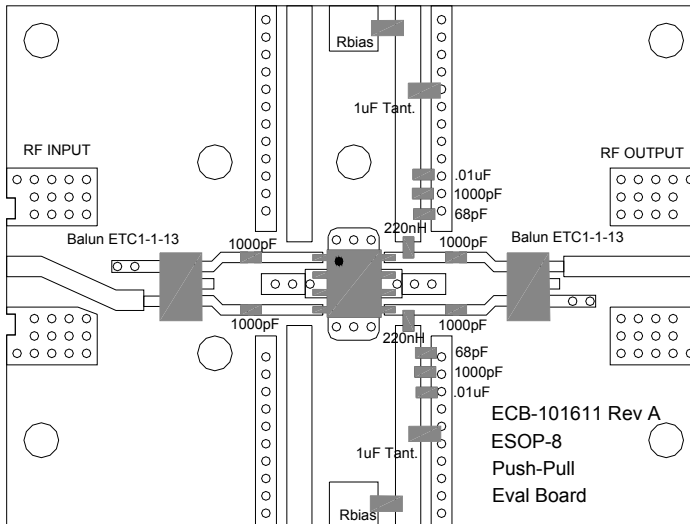 Rbias
1uF Tant.
RF INPUT
RF OUTPUT
.01uF
1000pF
68pF
220nH
Balun ETC1-1-13
1000pF
1000pF
Balun ETC1-1-13
1000pF
1000pF
220nH
68pF
1000pF
.01uF
1uF Tant.
Rbias
ECB-101611 Rev A
ESOP-8
Push-Pull
Eval Board